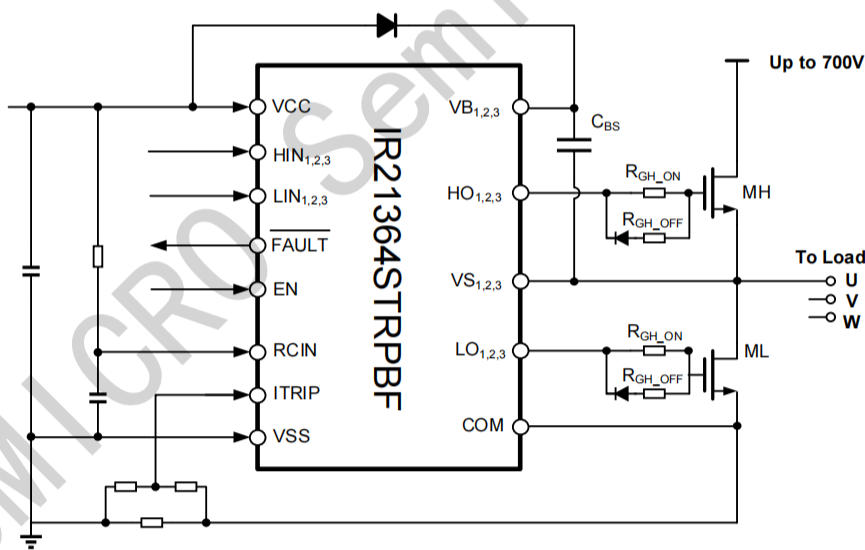 MICRO Semi
Up to 700V
VCC
VB1,2,3
CBS
HIN1,2,3
RGH_ON
HO1,2,3
MH
LIN1,2,3
RGH_OFF
FAULT
IR21364STRPBF
To Load
EN
VS1,2,3
U
V
W
RGH_ON
RCIN
LO1,2,3
ML
RGH_OFF
ITRIP
COM
VSS